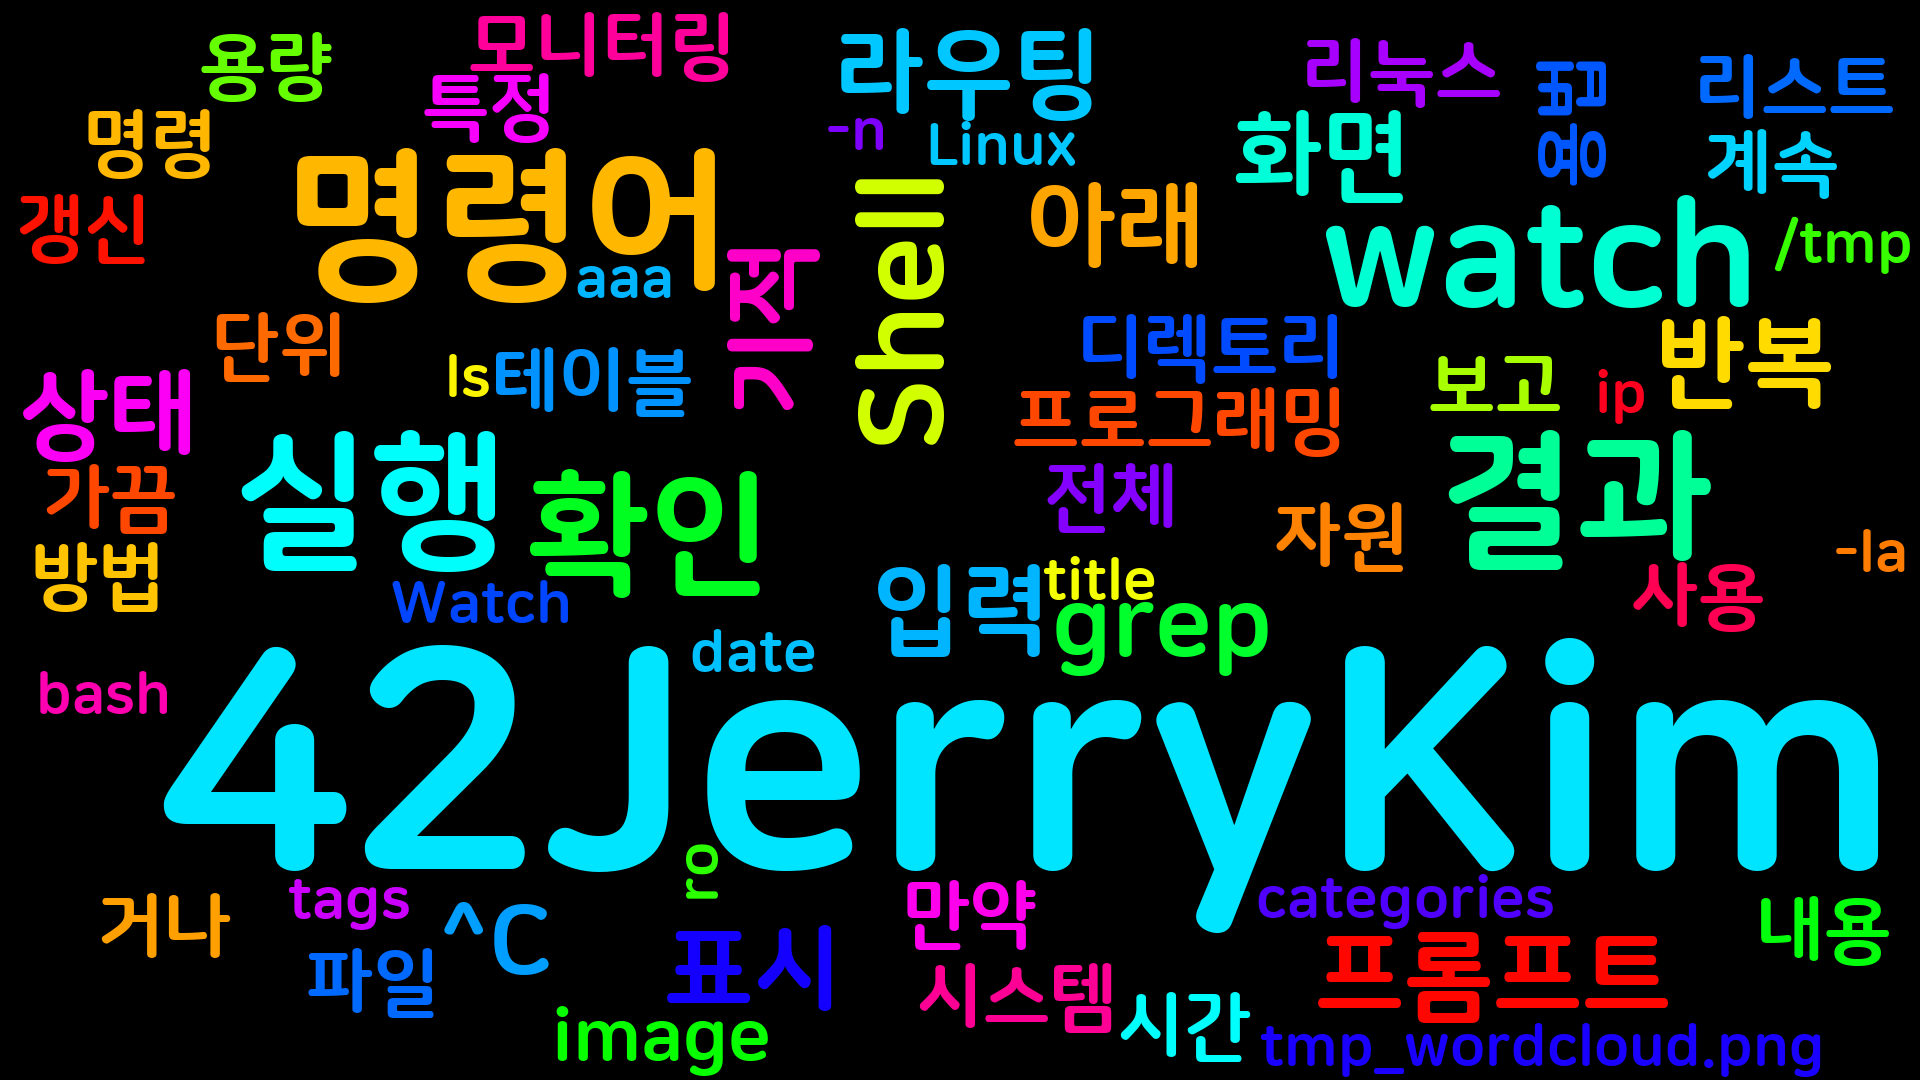 모니터링
용량
라우팅
리눅스
종료
리스트
특정
명령
-n
Linux
화면
계속
명령어
Shell
아래
갱신
watch
/tmp
aaa
기적
단위
디렉토리
반복
ls
테이블
보고
ip
상태
프로그래밍
실행
결과
가끔
확인
전체
자원
-la
방법
title
입력
사용
Watch
grep
date
bash
42JerryKim
ro
tags
만약
categories
거나
^C
내용
파일
표시
프롬프트
시스템
시간
image
tmp_wordcloud.png